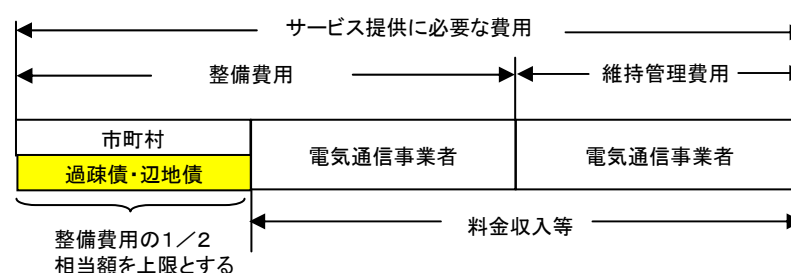 サービス提供に必要な費用
整備費用
維持管理費用
市町村
過疎債・辺地債
電気通信事業者
電気通信事業者
整備費用の1/2
相当額を上限とする
料金収入等